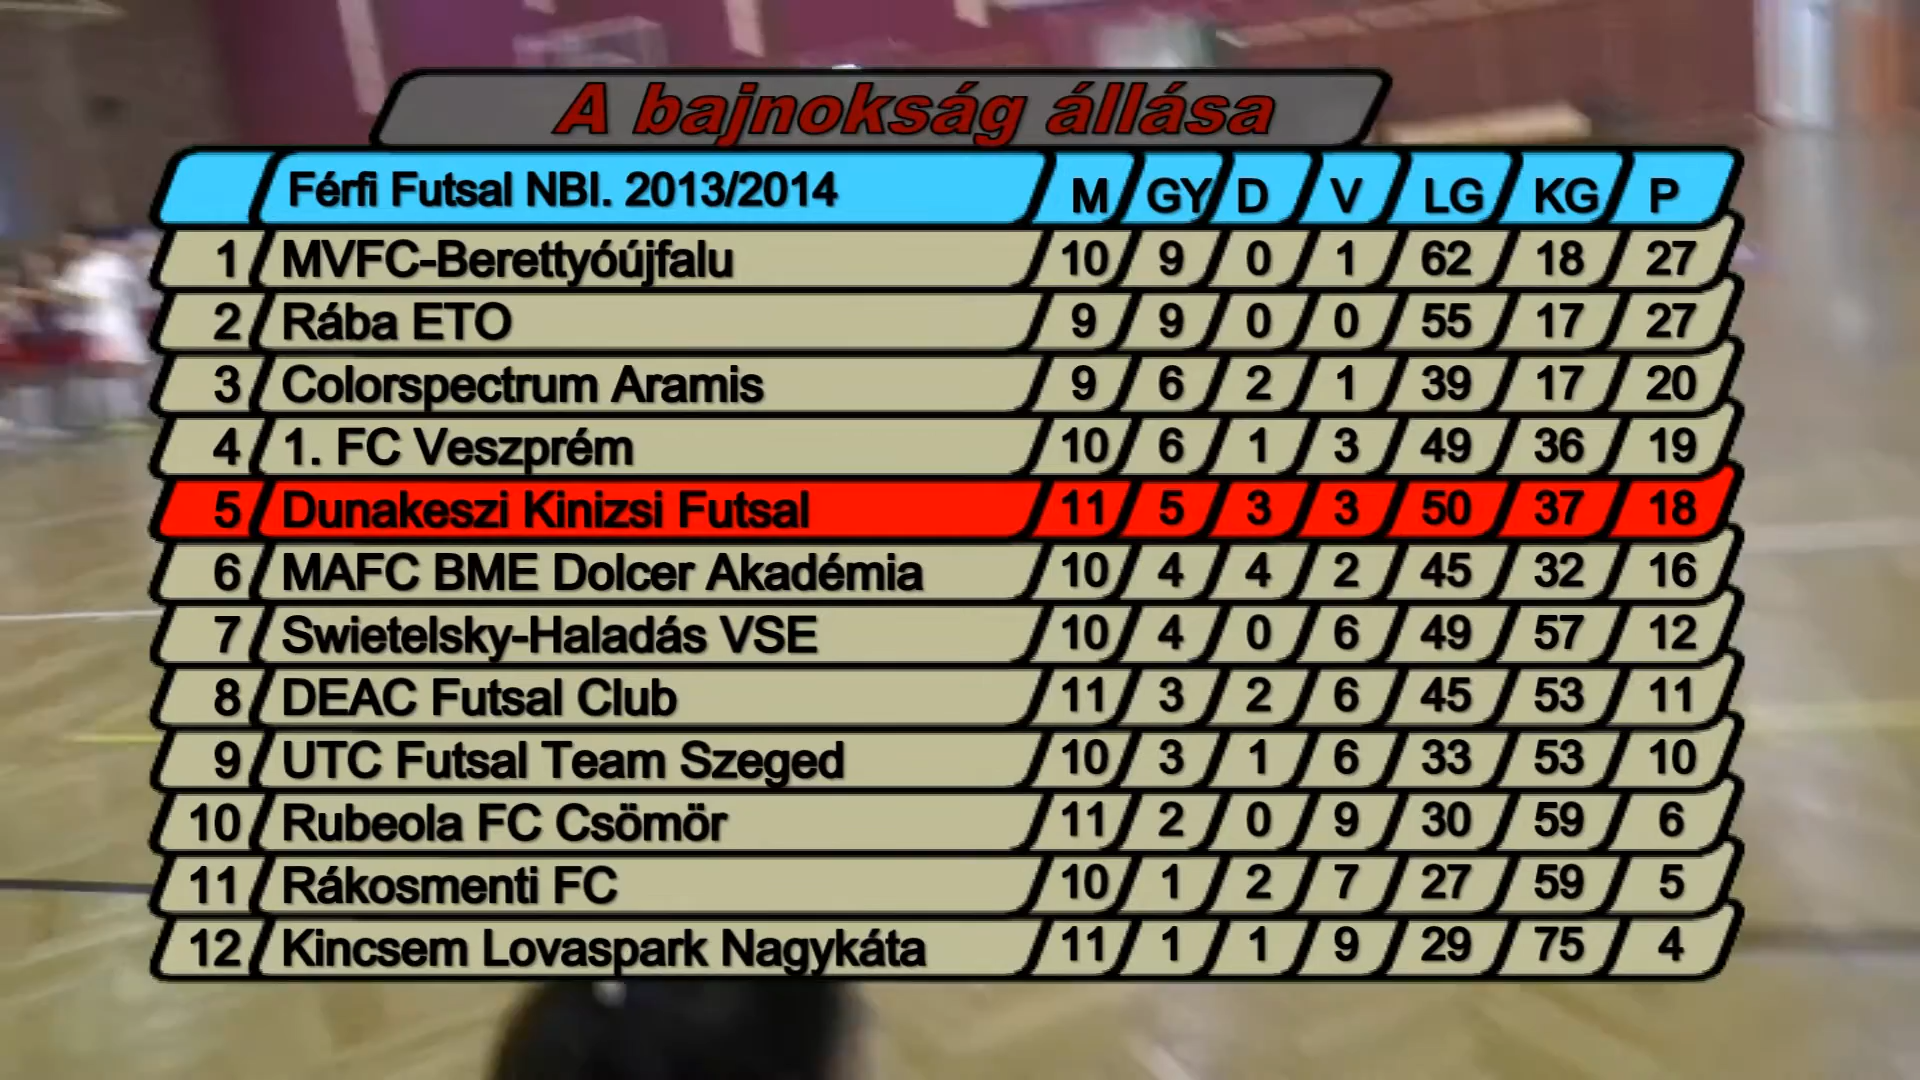 A bajnokság állása
Férfi Futsal NBI. 2013/2014 M GY D V LG KG P
1 MVFC-Berettyóújfalu 10 9 0 1 62 18 27
2 Rába ETO 9 9 0 0 55 17 27
3 Colorspectrum Aramis 9 6 2 1 39 17 20
4 1. FC Veszprém 10 6 1 3 49 36 19
5 Dunakeszi Kinizsi Futsal 11 5 3 3 50 37 18
6 MAFC BME Dolcer Akadémia 10 4 4 2 45 32 16
7 Swietelsky-Haladás VSE 10 4 0 6 49 57 12
8 DEAC Futsal Club 11 3 2 6 45 53 11
9 UTC Futsal Team Szeged 10 3 1 6 33 53 10
10 Rubeola FC Csömör 11 2 0 9 30 59 6
11 Rákosmenti FC 10 1 2 7 27 59 5
12 Kincsem Lovaspark Nagykáta 11 1 1 9 29 75 4